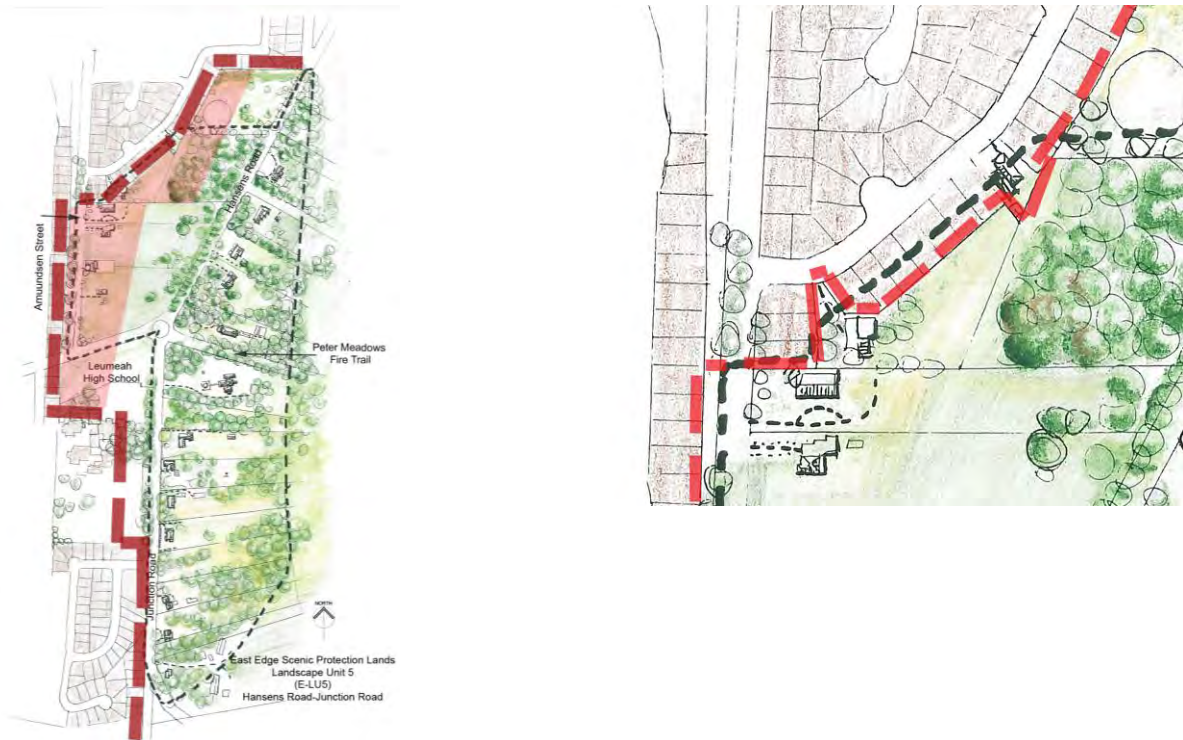 Hansens Road
Amuundsen Street
Peter Meadows
Fire Trail
Leumeah
High School
Junction Road
NORTH
East Edge Scenic Protection Lands
Landscape Unit 5
(E-LU5)
Hansens Road-Junction Road